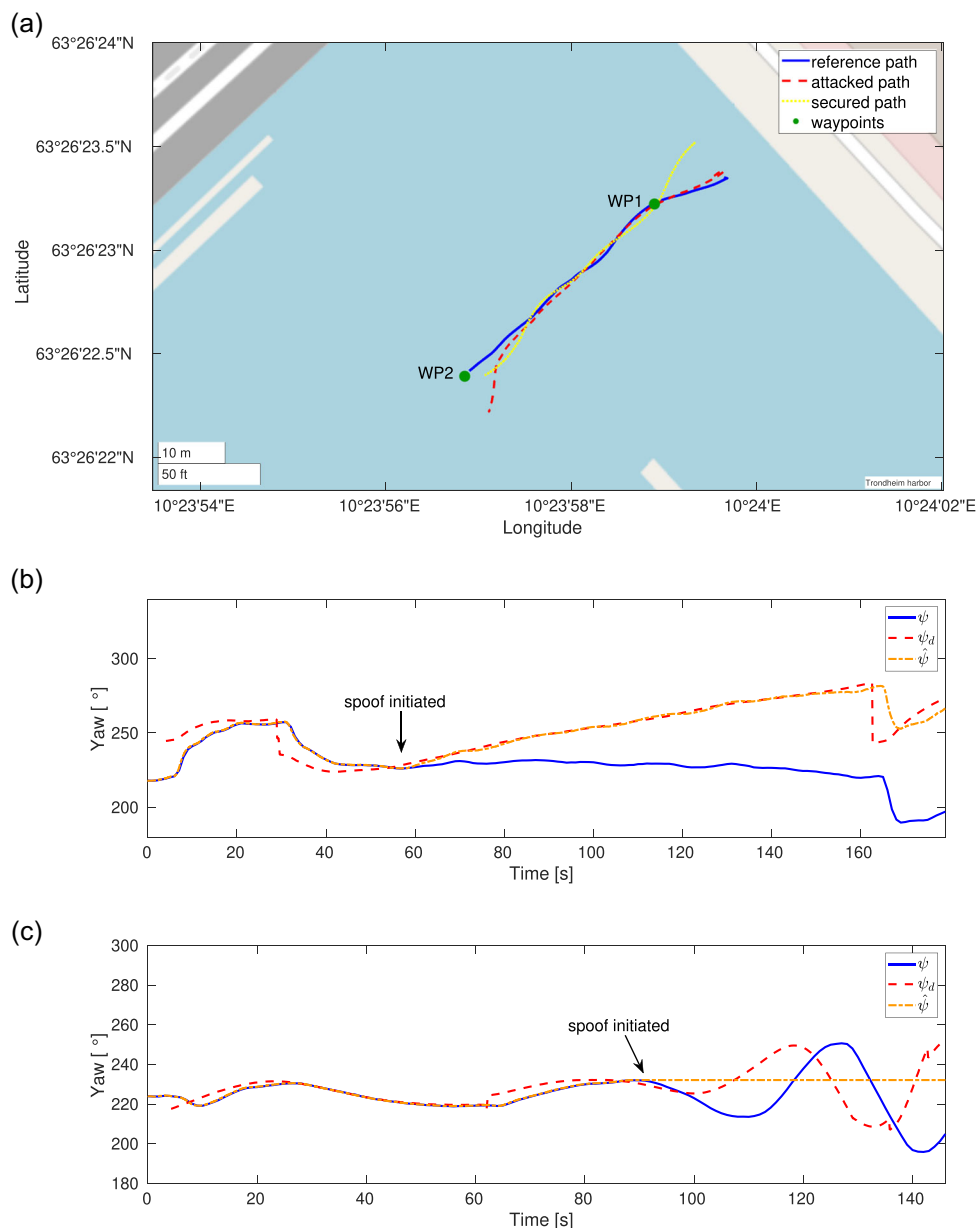 (a)
63°26'24"N
63°26'23.5"N
63°26'23"N
63°26'22.5"N
63°26'22"N
Latitude
reference path
attacked path
secured path
waypoints
WP1
WP2
10 m
50 ft
Trondheim harbor
10°23'54"E
10°23'56"E
10°23'58"E
10°24'E
10°24'02"E
Longitude
(b)
300
250
200
Yaw [ °]
spoof initiated
ψ
ψ_d
ψ̂
0
20
40
60
80
100
120
140
160
Time [s]
(c)
300
280
260
240
220
200
180
Yaw [ °]
spoof initiated
ψ
ψ_d
ψ̂
0
20
40
60
80
100
120
140
Time [s]